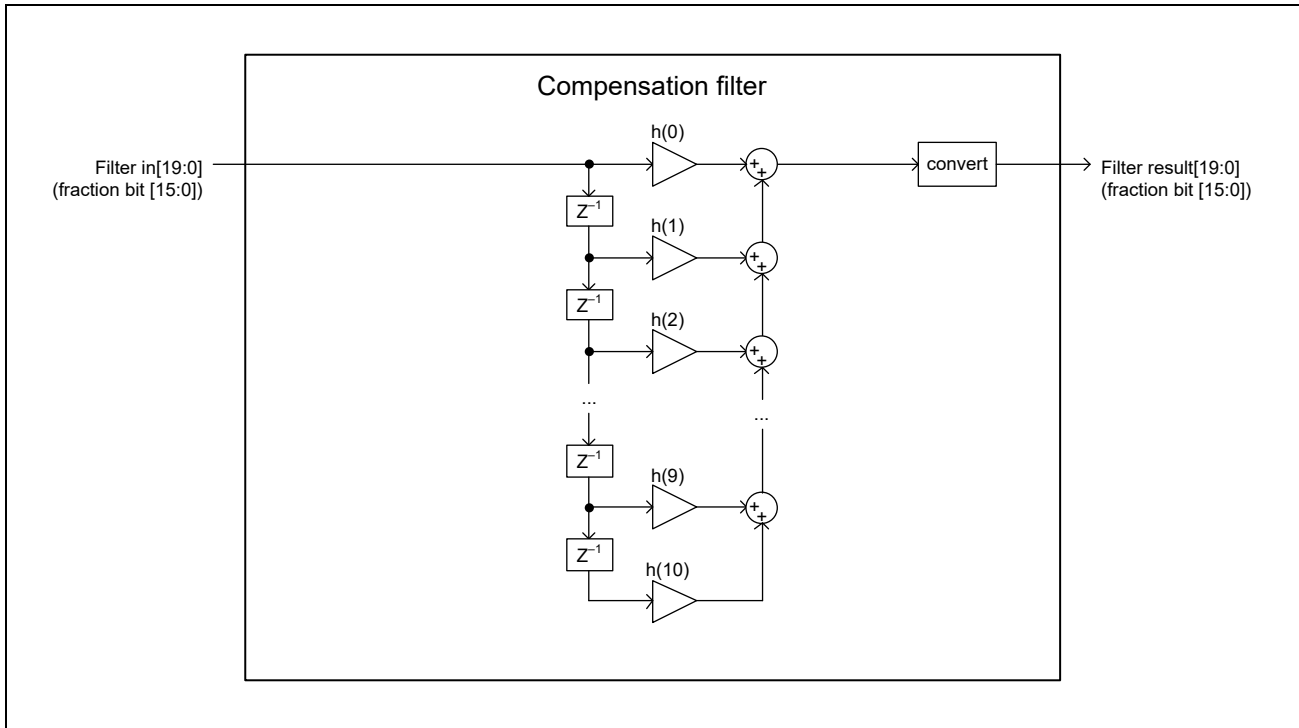 Compensation filter
h(0)
Filter in[19:0]
(fraction bit [15:0])
+
+
convert
Filter result[19:0]
(fraction bit [15:0])
Z⁻¹
h(1)
+
+
Z⁻¹
h(2)
+
+
...
...
Z⁻¹
h(9)
+
+
Z⁻¹
h(10)